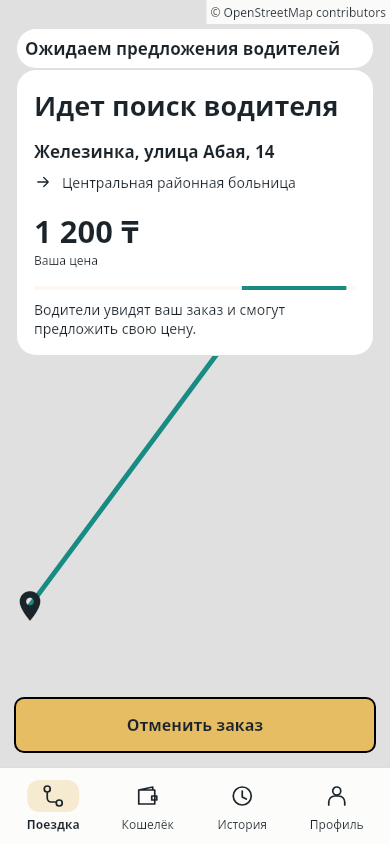 © OpenStreetMap contributors
Ожидаем предложения водителей
Идет поиск водителя
Железинка, улица Абая, 14
Центральная районная больница
1 200 ₸
Ваша цена
Водители увидят ваш заказ и смогут
предложить свою цену.
Отменить заказ
Поездка
Кошелёк
История
Профиль